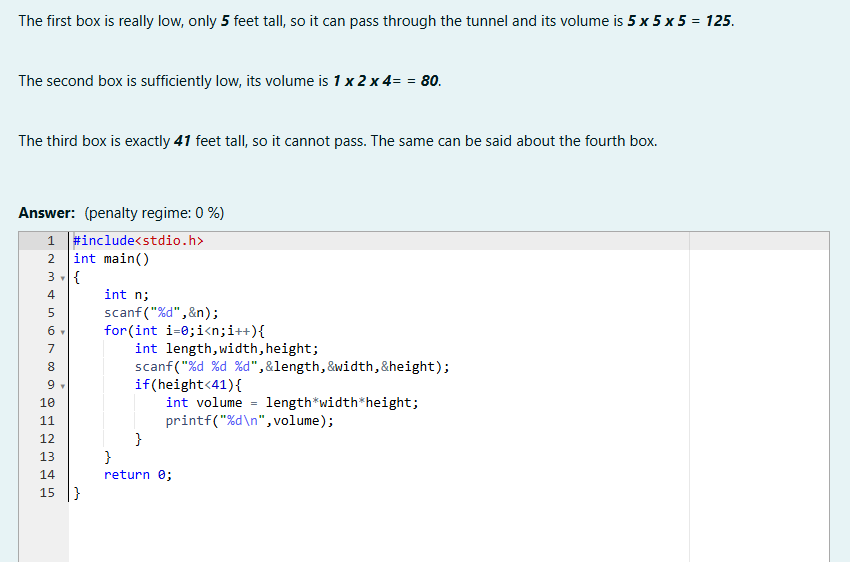 The first box is really low, only 5 feet tall, so it can pass through the tunnel and its volume is 5 x 5 x 5 = 125.
The second box is sufficiently low, its volume is 1 x 2 x 4= = 80.
The third box is exactly 41 feet tall, so it cannot pass. The same can be said about the fourth box.
Answer: (penalty regime: 0 %)
1 #include<stdio.h>
2 int main()
3 {
4     int n;
5     scanf("%d",&n);
6     for(int i=0;i<n;i++){
7         int length,width,height;
8         scanf("%d %d %d",&length,&width,&height);
9         if(height<41){
10             int volume = length*width*height;
11             printf("%d\n",volume);
12         }
13     }
14     return 0;
15 }